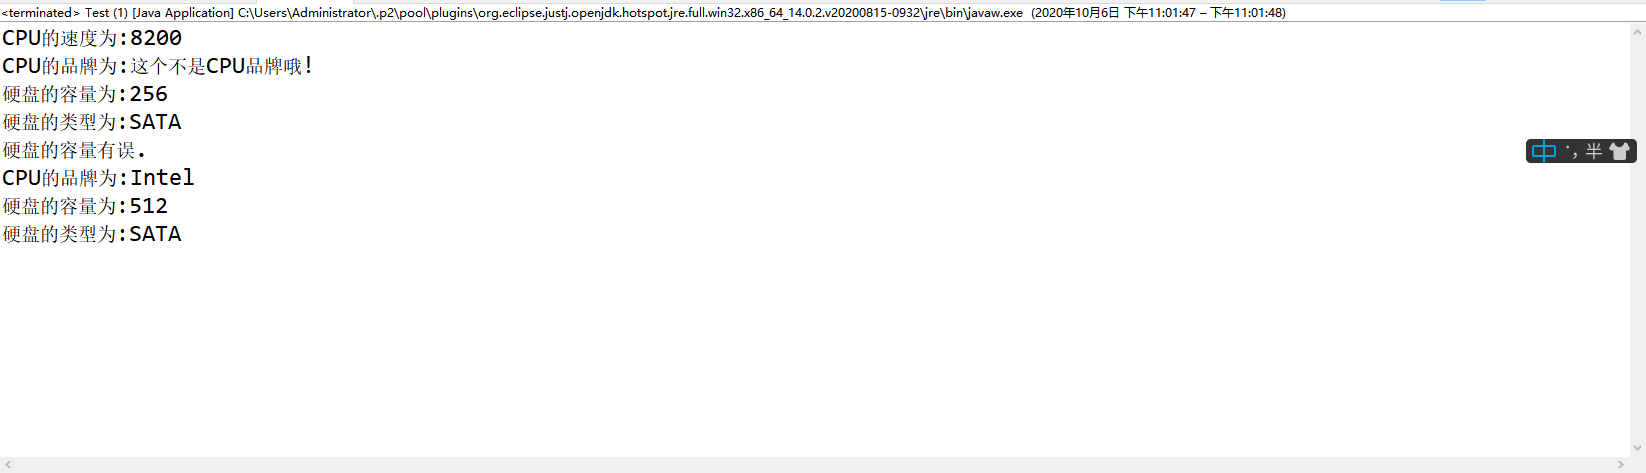 <terminated> Test (1) [Java Application] C:\Users\Administrator\.p2\pool\plugins\org.eclipse.justj.openjdk.hotspot.jre.full.win32.x86_64_14.0.2.v20200815-0932\jre\bin\javaw.exe  (2020年10月6日 下午11:01:47 – 下午11:01:48)
CPU的速度为:8200
CPU的品牌为:这个不是CPU品牌哦!
硬盘的容量为:256
硬盘的类型为:SATA
硬盘的容量有误.
CPU的品牌为:Intel
硬盘的容量为:512
硬盘的类型为:SATA
中 ·, 半